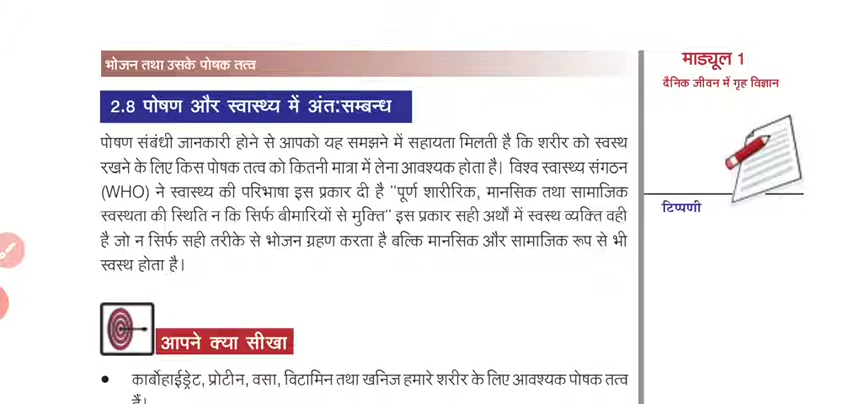 भोजन तथा उसके पोषक तत्व
माड्यूल 1
दैनिक जीवन में गृह विज्ञान
2.8 पोषण और स्वास्थ्य में अंत:सम्बन्ध
पोषण संबंधी जानकारी होने से आपको यह समझने में सहायता मिलती है कि शरीर को स्वस्थ
रखने के लिए किस पोषक तत्व को कितनी मात्रा में लेना आवश्यक होता है। विश्व स्वास्थ्य संगठन
(WHO) ने स्वास्थ्य की परिभाषा इस प्रकार दी है "पूर्ण शारीरिक, मानसिक तथा सामाजिक
स्वस्थता की स्थिति न कि सिर्फ बीमारियों से मुक्ति" इस प्रकार सही अर्थों में स्वस्थ व्यक्ति वही
है जो न सिर्फ सही तरीके से भोजन ग्रहण करता है बल्कि मानसिक और सामाजिक रूप से भी
स्वस्थ होता है।
टिप्पणी
आपने क्या सीखा
• कार्बोहाईड्रेट, प्रोटीन, वसा, विटामिन तथा खनिज हमारे शरीर के लिए आवश्यक पोषक तत्व
हैं।